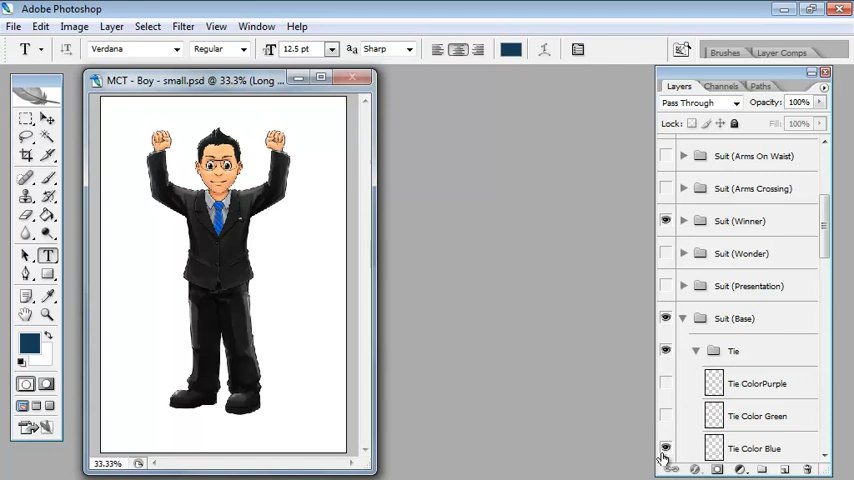 Adobe Photoshop
File Edit Image Layer Select Filter View Window Help
T T Verdana Regular T 12.5 pt aa Sharp Brushes Layer Comps
MCT - Boy - small.psd @ 33.3% (Long ...
Layers Channels Paths
Pass Through Opacity: 100%
Lock: Fill: 100%
Suit (Arms On Waist)
Suit (Arms Crossing)
Suit (Winner)
Suit (Wonder)
Suit (Presentation)
Suit (Base)
Tie
Tie ColorPurple
Tie Color Green
Tie Color Blue
33.33%